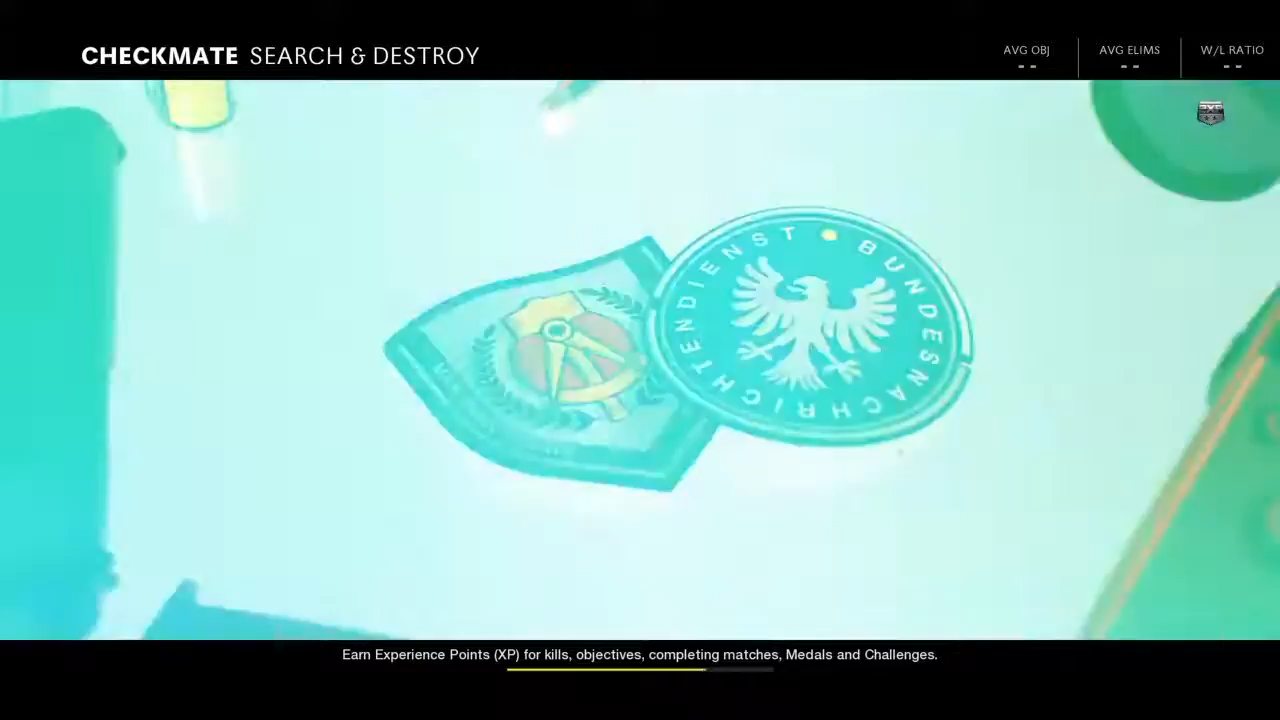 CHECKMATE SEARCH & DESTROY
AVG OBJ
--
AVG ELIMS
--
W/L RATIO
--
2XP
BUNDESNACHRICHTENDIENST
Earn Experience Points (XP) for kills, objectives, completing matches, Medals and Challenges.